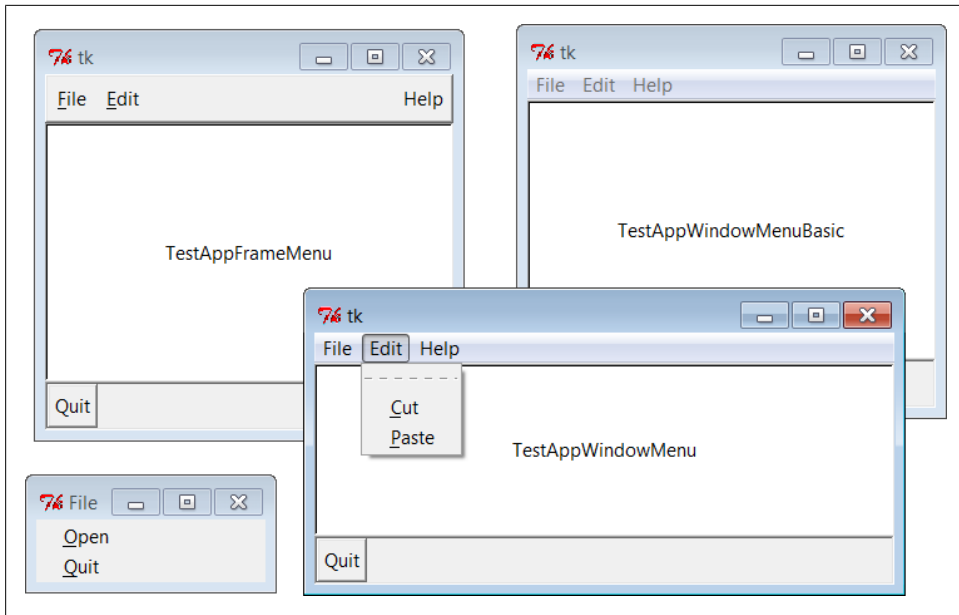 tk
File Edit Help
TestAppFrameMenu
Quit
tk
File Edit Help
TestAppWindowMenuBasic
tk
File Edit Help
Cut
Paste
TestAppWindowMenu
Quit
File
Open
Quit